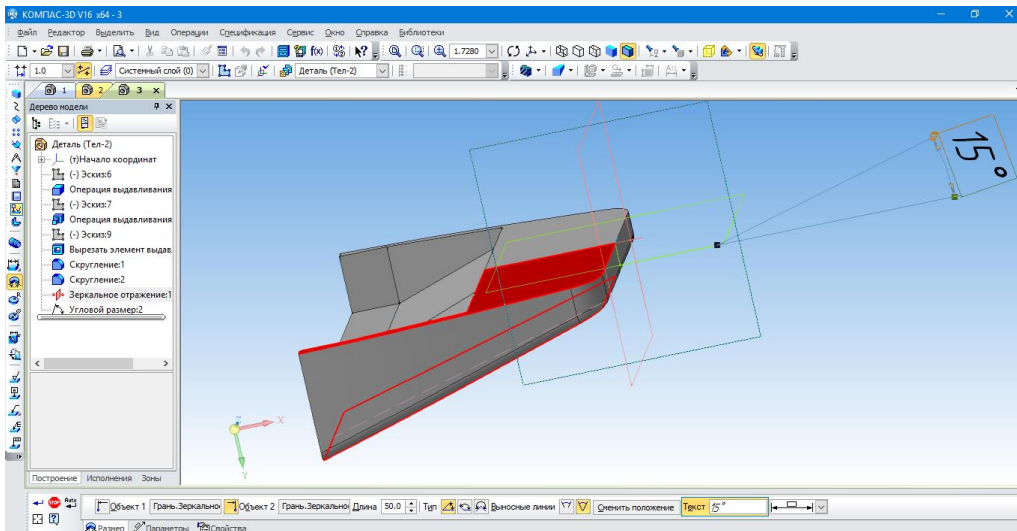 КОМПАС-3D V16 x64 - 3
Файл Редактор Выделить Вид Операции Спецификация Сервис Окно Справка Библиотеки
1.7280
1.0 Системный слой (0) Деталь (Тел-2)
1 2 3
Дерево модели
Деталь (Тел-2)
(т)Начало координат
(-) Эскиз:6
Операция выдавливания
(-) Эскиз:7
Операция выдавливания
(-) Эскиз:9
Вырезать элемент выдав.
Скругление:1
Скругление:2
Зеркальное отражение:1
Угловой размер:2
15°
Z X
Y
Построение Исполнения Зоны
STOP Auto Объект 1 Грань.Зеркально Объект 2 Грань.Зеркально Длина 50.0 Тип Выносные линии Сменить положение Текст 15°
Размер Параметры Свойства